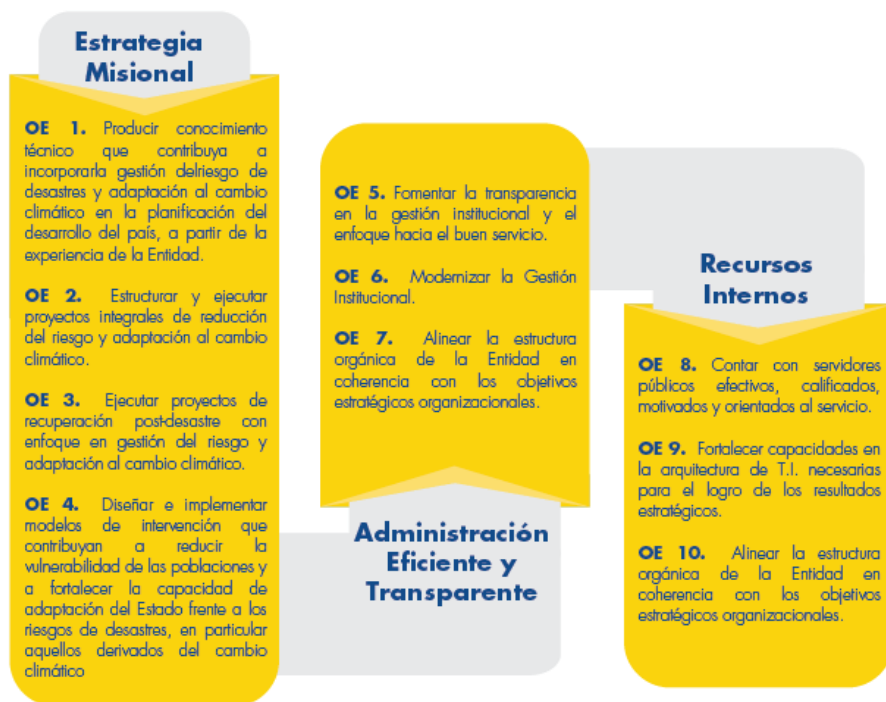 Estrategia
Misional
OE 1. Producir conocimiento
técnico que contribuya a
incorporarla gestión delriesgo de
desastres y adaptación al cambio
climático en la planificación del
desarrollo del país, a partir de la
experiencia de la Entidad.
OE 2. Estructurar y ejecutar
proyectos integrales de reducción
del riesgo y adaptación al cambio
climático.
OE 3. Ejecutar proyectos de
recuperación post-desastre con
enfoque en gestión del riesgo y
adaptación al cambio climático.
OE 4. Diseñar e implementar
modelos de intervención que
contribuyan a reducir la
vulnerabilidad de las poblaciones y
a fortalecer la capacidad de
adaptación del Estado frente a los
riesgos de desastres, en particular
aquellos derivados del cambio
climático
OE 5. Fomentar la transparencia
en la gestión institucional y el
enfoque hacia el buen servicio.
OE 6. Modernizar la Gestión
Institucional.
OE 7. Alinear la estructura
orgánica de la Entidad en
coherencia con los objetivos
estratégicos organizacionales.
Administración
Eficiente y
Transparente
Recursos
Internos
OE 8. Contar con servidores
públicos efectivos, calificados,
motivados y orientados al servicio.
OE 9. Fortalecer capacidades en
la arquitectura de T.I. necesarias
para el logro de los resultados
estratégicos.
OE 10. Alinear la estructura
orgánica de la Entidad en
coherencia con los objetivos
estratégicos organizacionales.